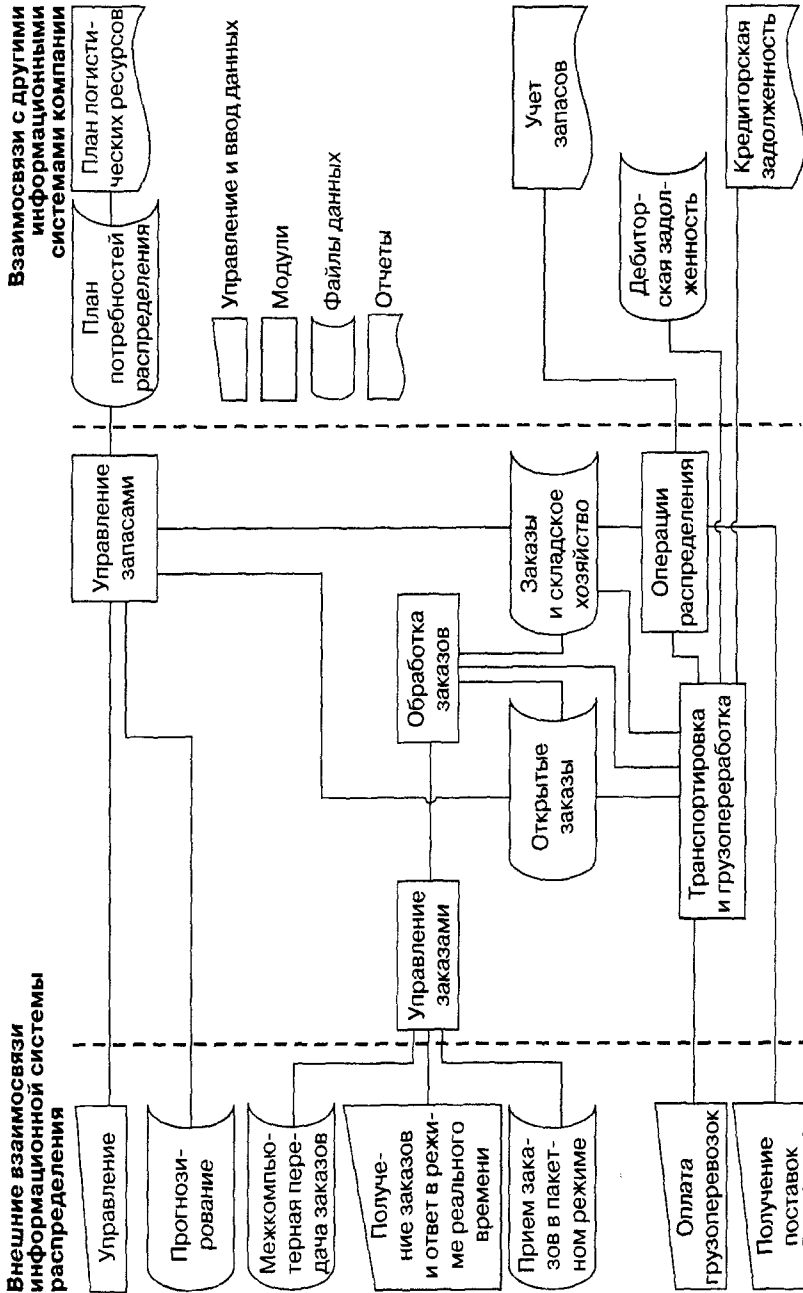 Внешние взаимосвязи
информационной системы
распределения
Взаимосвязи с другими
информационными
системами компании
Управление
Прогнози-
рование
Межкомпью-
терная пере-
дача заказов
Получе-
ние заказов
и ответ в режи-
ме реального
времени
Прием зака-
зов в пакет-
ном режиме
Оплата
грузоперевозок
Получение
поставок
Управление
запасами
Управление
заказами
Обработка
заказов
Открытые
заказы
Заказы
и складское
хозяйство
Транспортировка
и грузопереработка
Операции
распределения
План
потребностей
распределения
План логисти-
ческих ресурсов
Управление и ввод данных
Модули
Файлы данных
Отчеты
Учет
запасов
Дебитор-
ская задол-
женность
Кредиторская
задолженность